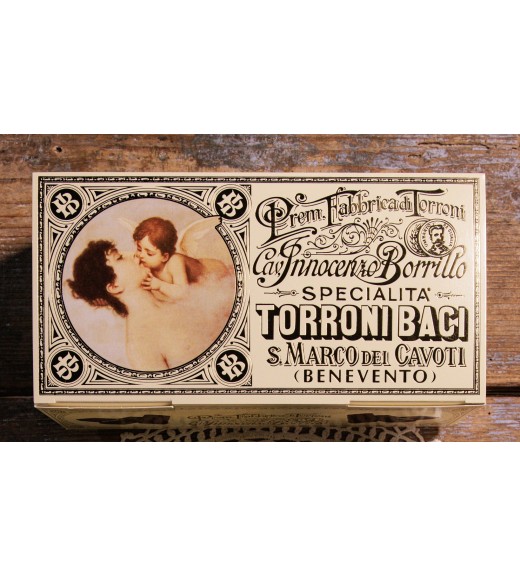 Prem. Fabbrica di Torroni
Cav. Innocenzo Borrillo
SPECIALITA'
TORRONI BACI
S. MARCO DEI CAVOTI
(BENEVENTO)